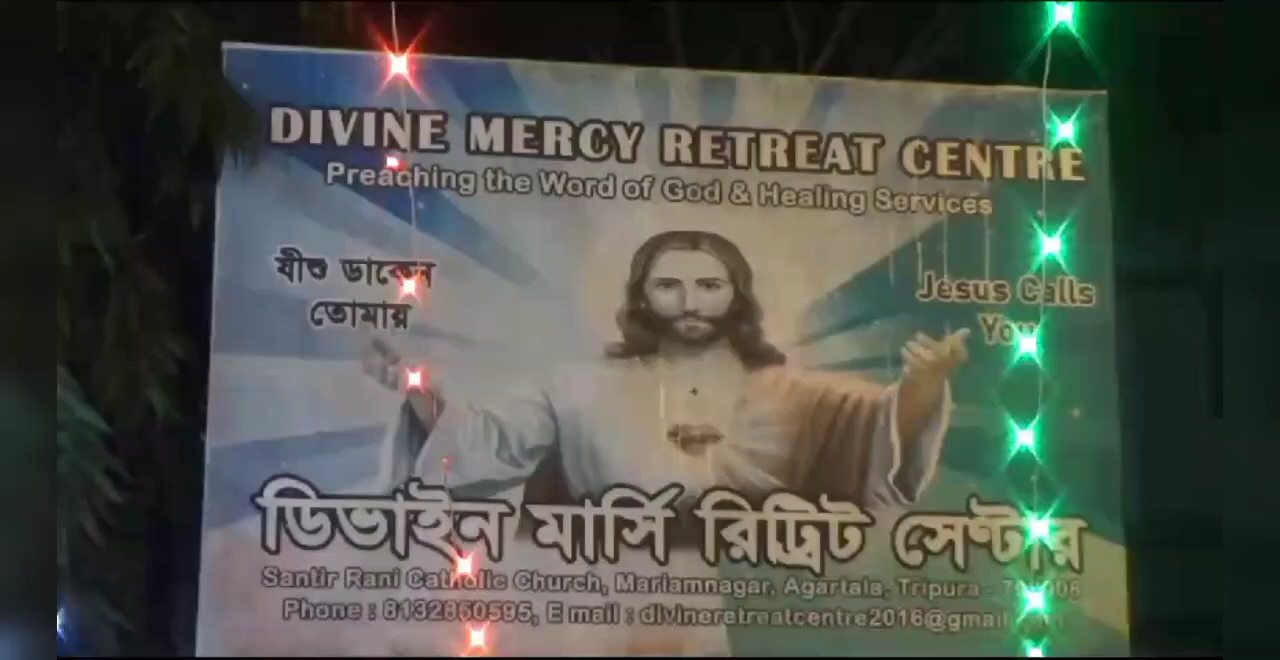 DIVINE MERCY RETREAT CENTRE
Preaching the Word of God & Healing Services
যীশু ডাকেন
তোমায়
Jesus Calls
You
ডিভাইন মার্সি রিট্রিট সেণ্টার
Santir Rani Catholic Church, Mariamnagar, Agartala, Tripura -
Phone : 8132850595, E mail : divineretreatcentre2016@gmail